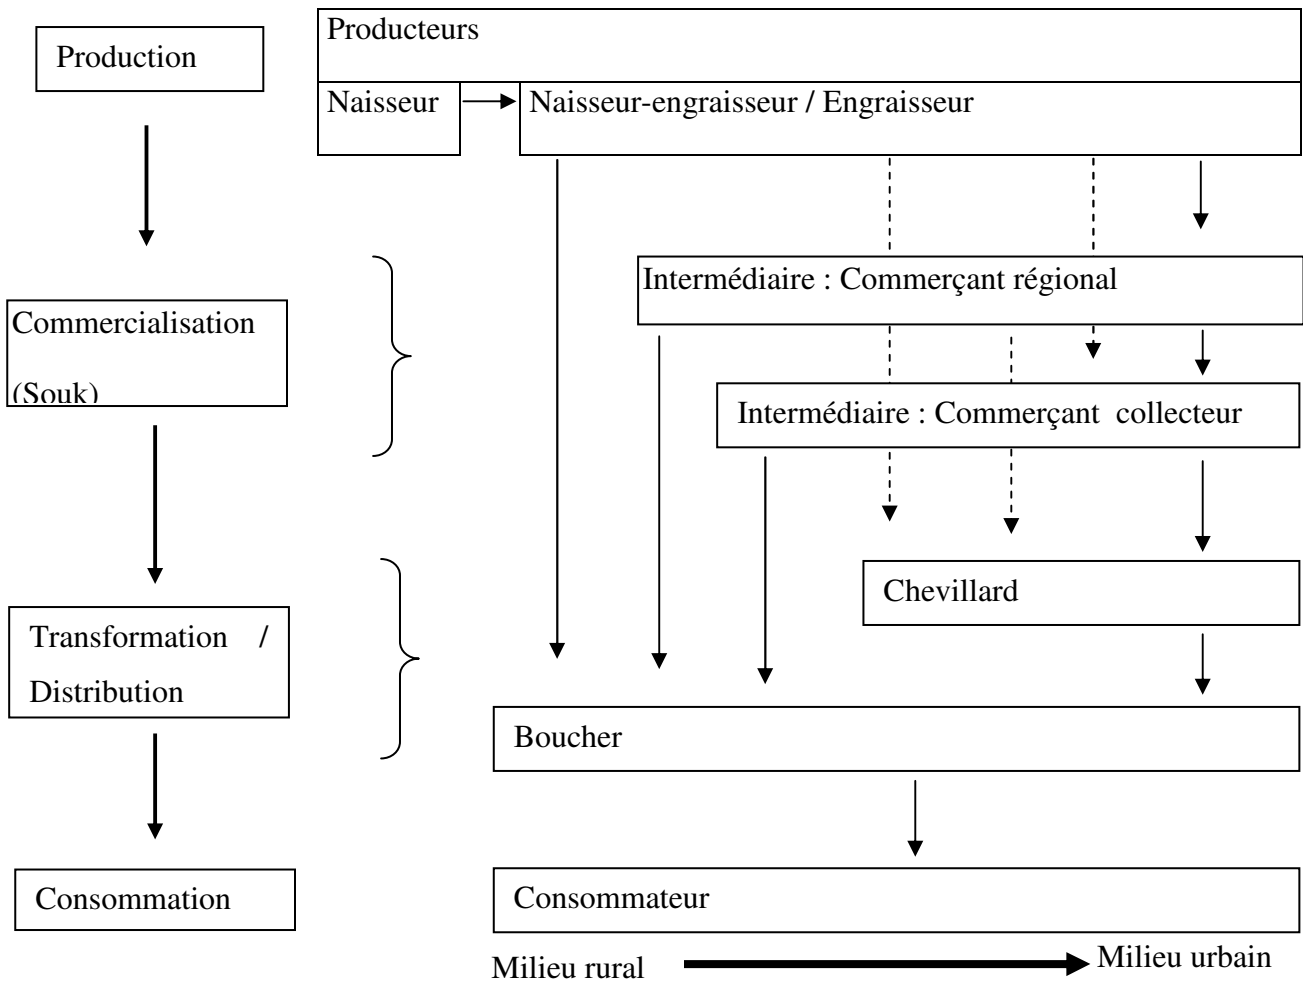 Production
Commercialisation
(Souk)
Transformation /
Distribution
Consommation
Producteurs
Naisseur
Naisseur-engraisseur / Engraisseur
Intermédiaire : Commerçant régional
Intermédiaire : Commerçant collecteur
Chevillard
Boucher
Consommateur
Milieu rural
Milieu urbain